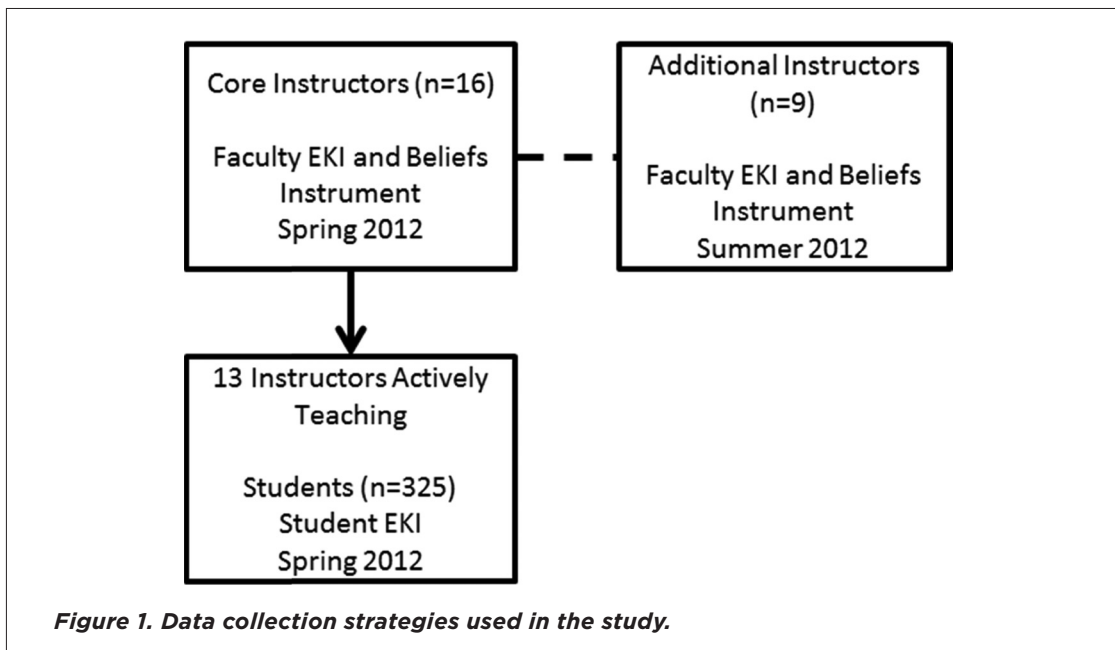 Core Instructors (n=16)
Faculty EKI and Beliefs
Instrument
Spring 2012
Additional Instructors
(n=9)
Faculty EKI and Beliefs
Instrument
Summer 2012
13 Instructors Actively
Teaching
Students (n=325)
Student EKI
Spring 2012
Figure 1. Data collection strategies used in the study.